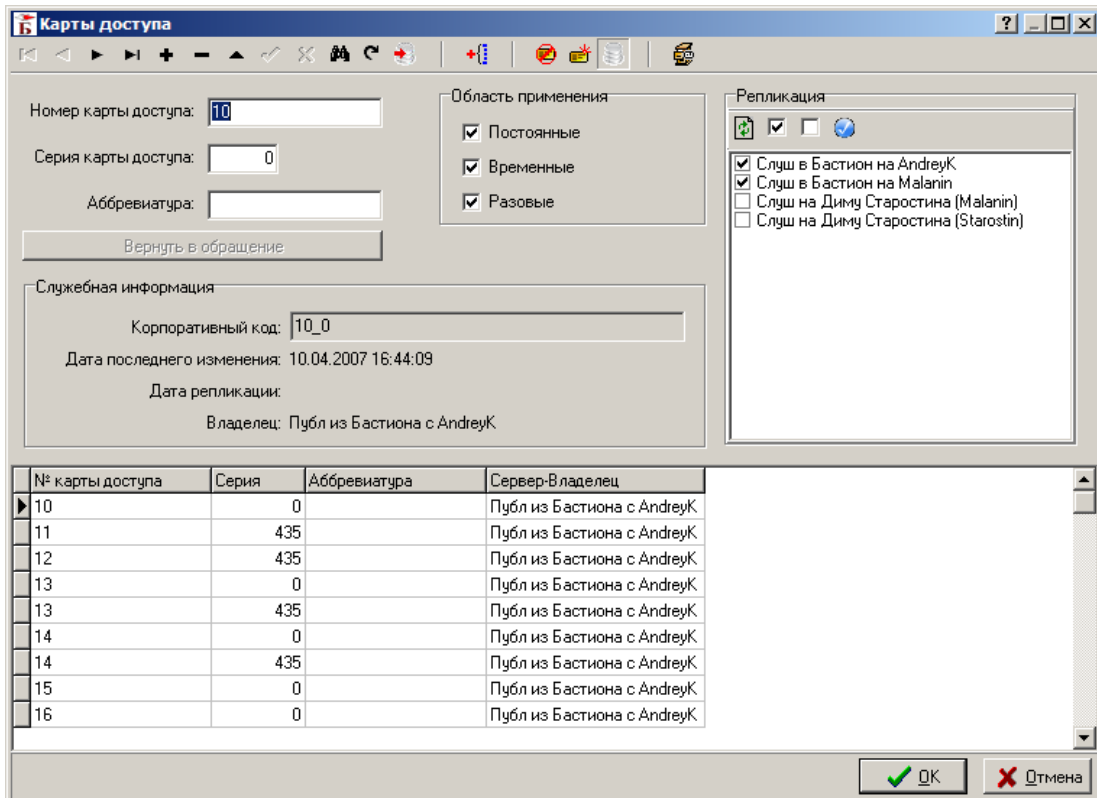 Карты доступа
Номер карты доступа: 10
Серия карты доступа: 0
Аббревиатура:
Вернуть в обращение
Область применения
Постоянные
Временные
Разовые
Репликация
Слуш в Бастион на AndreyK
Слуш в Бастион на Malanin
Слуш на Диму Старостина (Malanin)
Слуш на Диму Старостина (Starostin)
Служебная информация
Корпоративный код: 10_0
Дата последнего изменения: 10.04.2007 16:44:09
Дата репликации:
Владелец: Публ из Бастиона с AndreyK
№ карты доступа Серия Аббревиатура Сервер-Владелец
10 0 Публ из Бастиона с AndreyK
11 435 Публ из Бастиона с AndreyK
12 435 Публ из Бастиона с AndreyK
13 0 Публ из Бастиона с AndreyK
13 435 Публ из Бастиона с AndreyK
14 0 Публ из Бастиона с AndreyK
14 435 Публ из Бастиона с AndreyK
15 0 Публ из Бастиона с AndreyK
16 0 Публ из Бастиона с AndreyK
OK Отмена